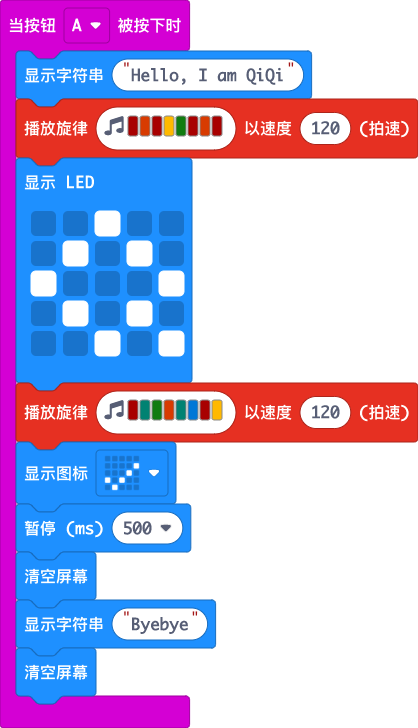 当按钮 A 被按下时
显示字符串 "Hello, I am QiQi"
播放旋律 以速度 120 (拍速)
显示 LED
播放旋律 以速度 120 (拍速)
显示图标
暂停 (ms) 500
清空屏幕
显示字符串 "Byebye"
清空屏幕